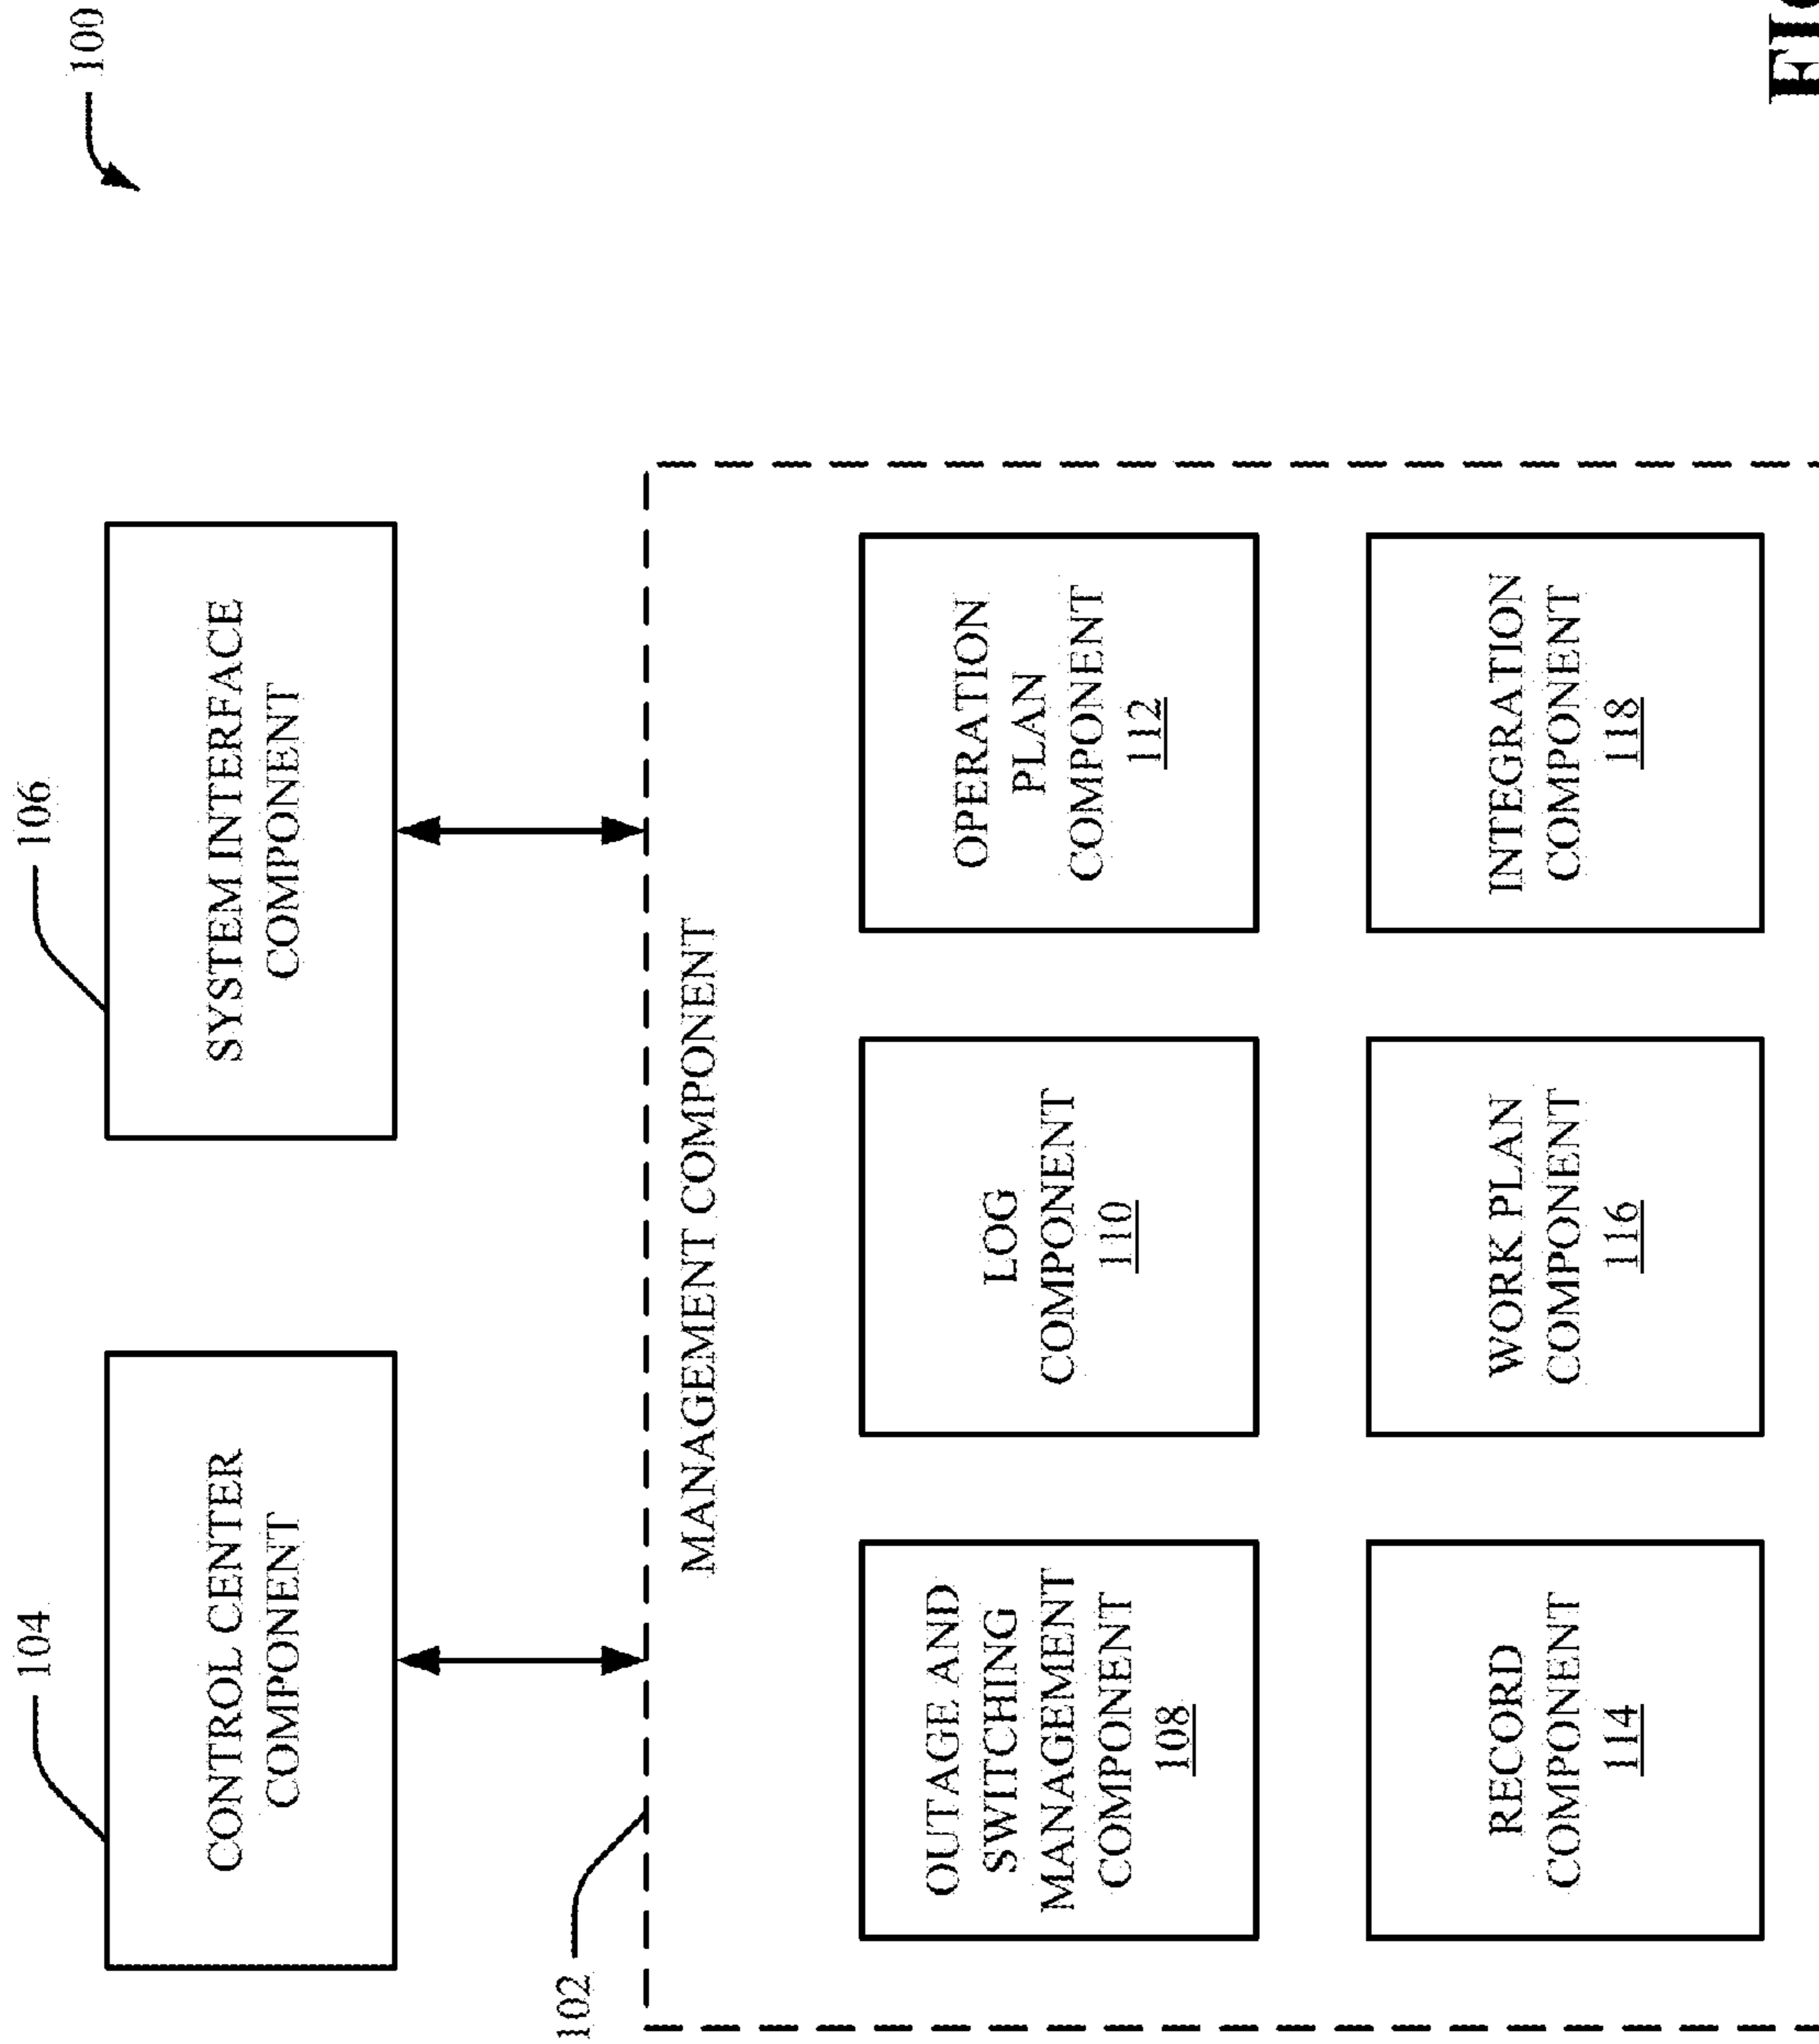 100
104
106
CONTROL CENTER
COMPONENT
SYSTEM INTERFACE
COMPONENT
102
MANAGEMENT COMPONENT
OUTAGE AND
SWITCHING
MANAGEMENT
COMPONENT
108
LOG
COMPONENT
110
OPERATION
PLAN
COMPONENT
112
RECORD
COMPONENT
114
WORK PLAN
COMPONENT
116
INTEGRATION
COMPONENT
118